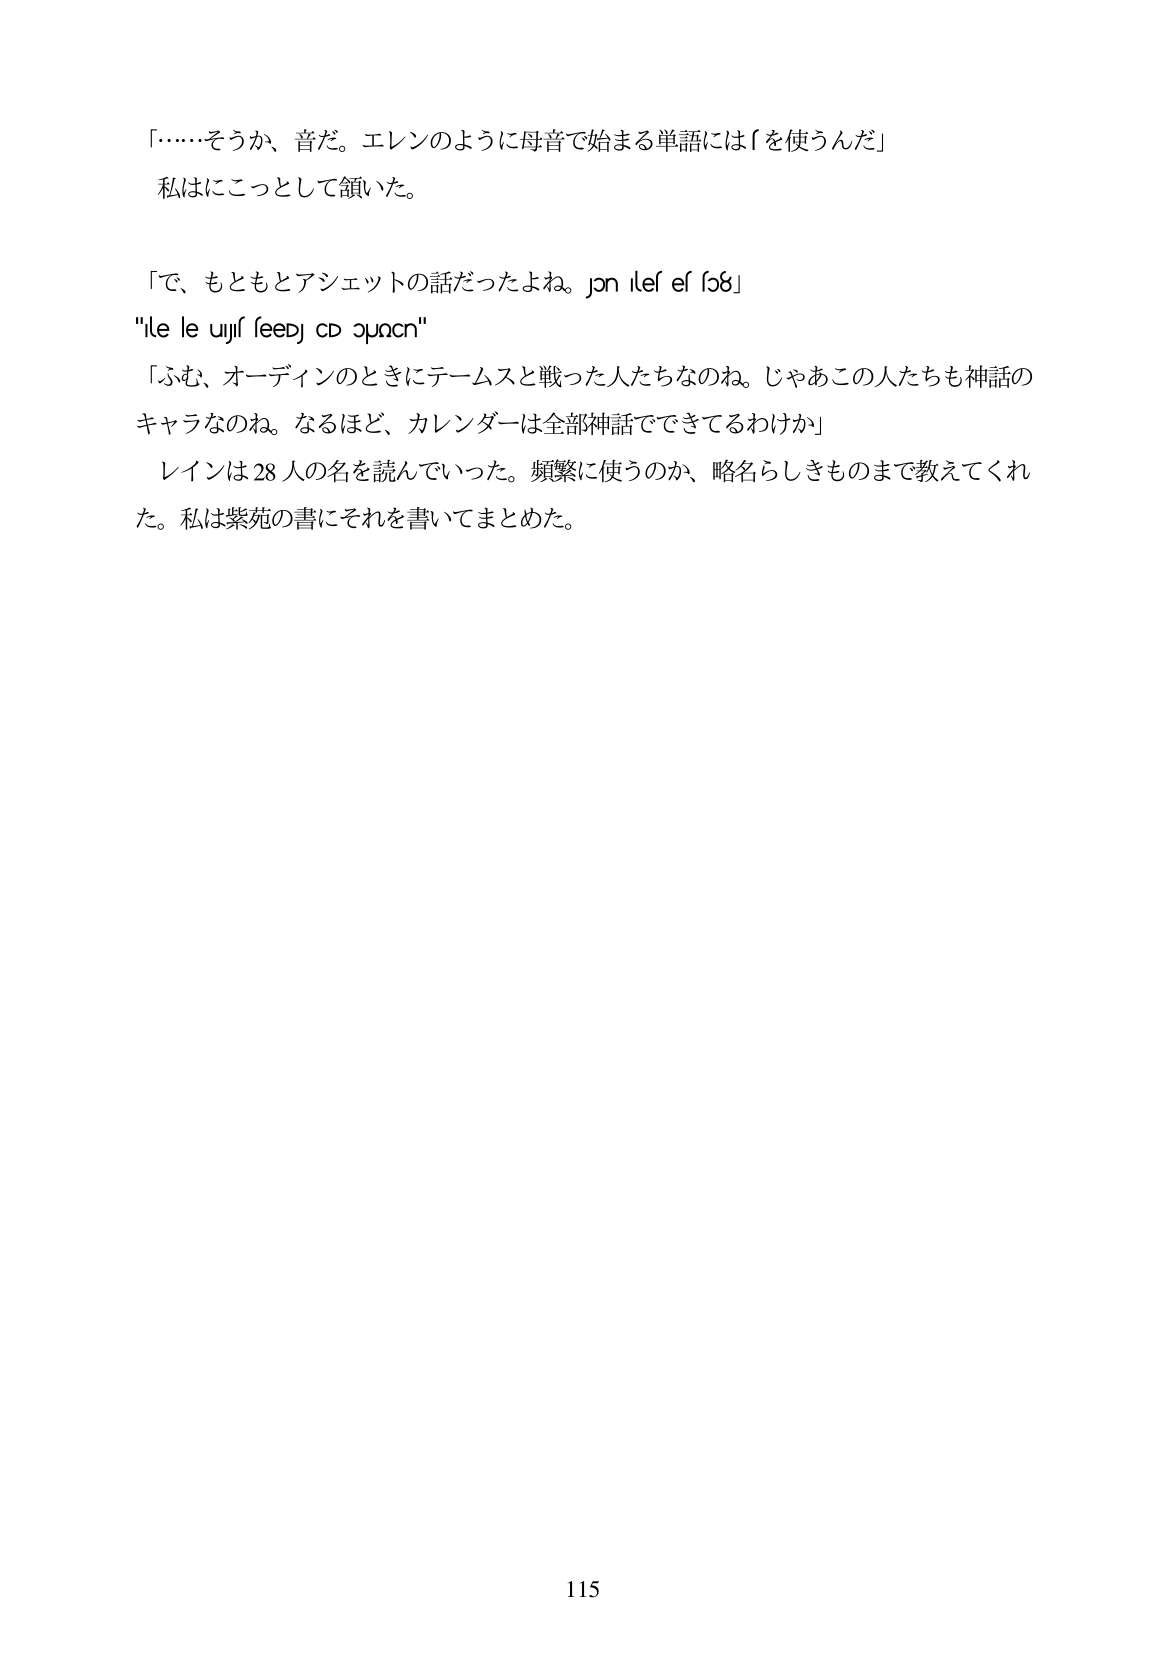 「……そうか、音だ。エレンのように母音で始まる単語にはſを使うんだ」
私はにこっとして頷いた。
「で、もともとアシェットの話だったよね。ȷɔn ıleſ eſ ſɔ8」
"ıle le uıȷıſ ſeeDȷ cD ɔµɒcn"
「ふむ、オーディンのときにテームスと戦った人たちなのね。じゃあこの人たちも神話の
キャラなのね。なるほど、カレンダーは全部神話でできてるわけか」
レインは 28 人の名を読んでいった。頻繁に使うのか、略名らしきものまで教えてくれ
た。私は紫苑の書にそれを書いてまとめた。
115